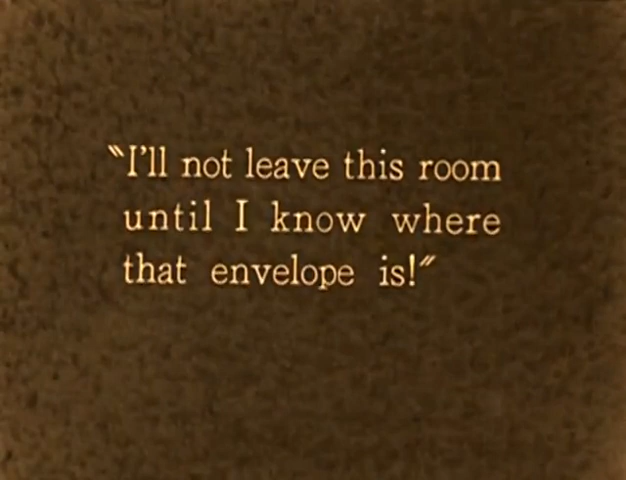 "I'll not leave this room
until I know where
that envelope is!"